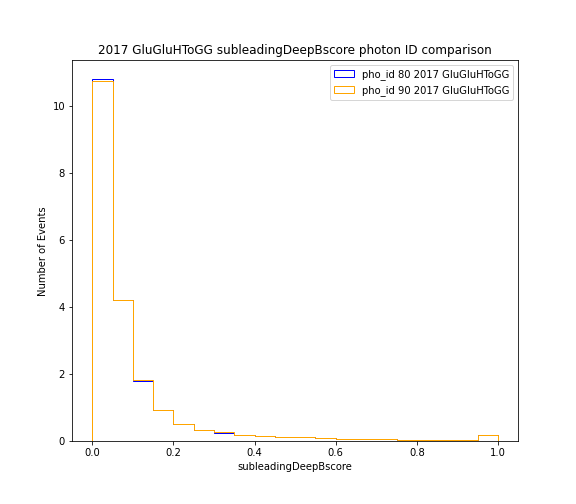 2017 GluGluHToGG subleadingDeepBscore photon ID comparison
pho_id 80 2017 GluGluHToGG
pho_id 90 2017 GluGluHToGG
Number of Events
10
8
6
4
2
0
0.0 0.2 0.4 0.6 0.8 1.0
subleadingDeepBscore